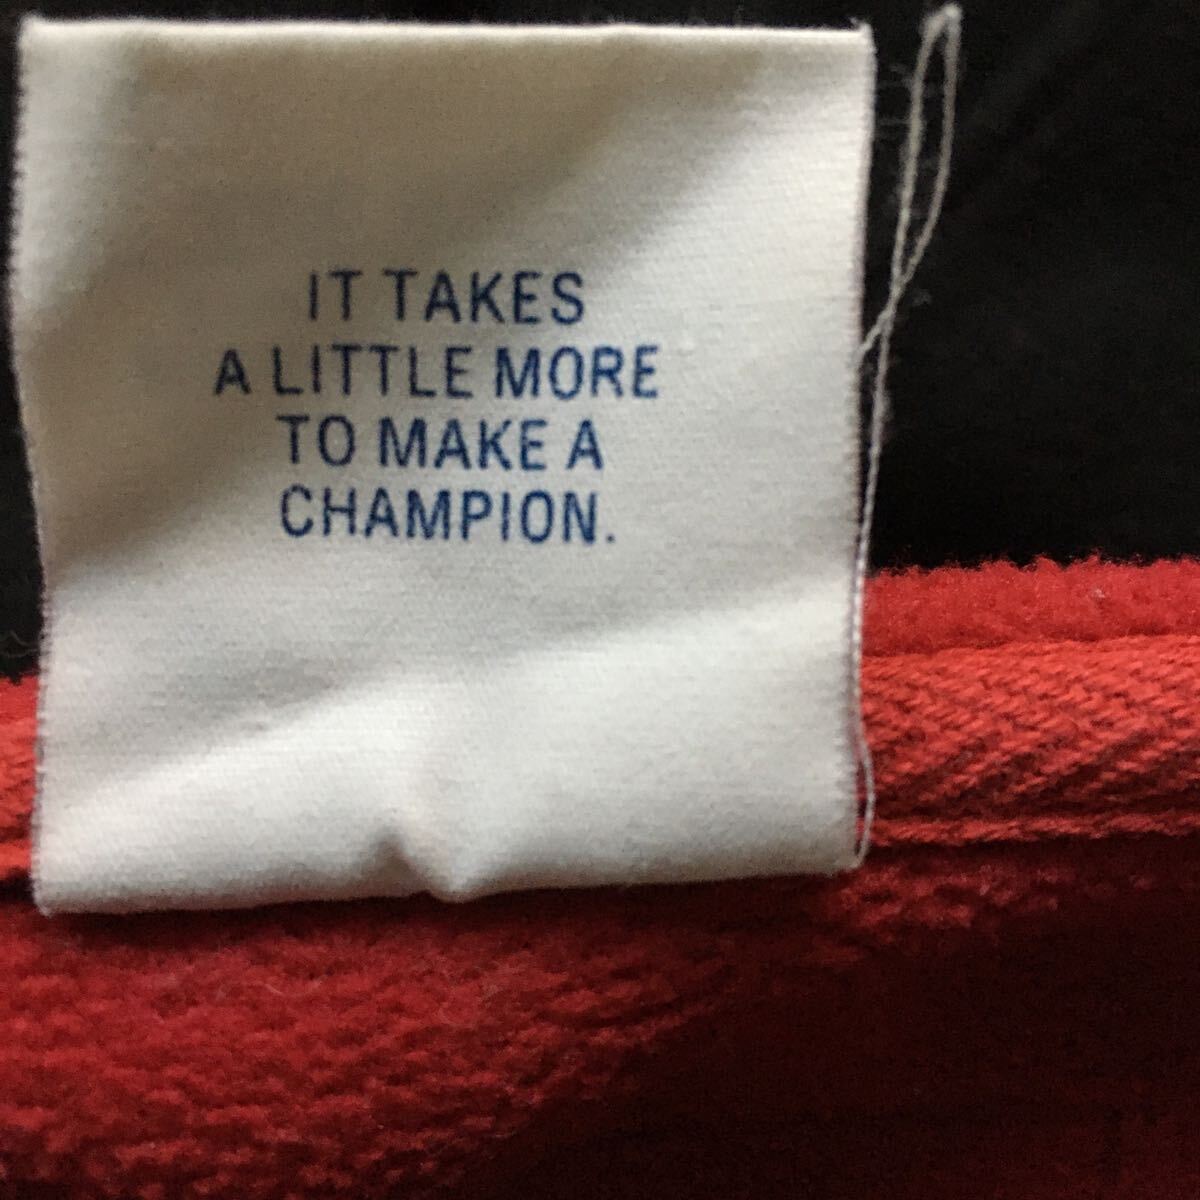 IT TAKES
A LITTLE MORE
TO MAKE A
CHAMPION.